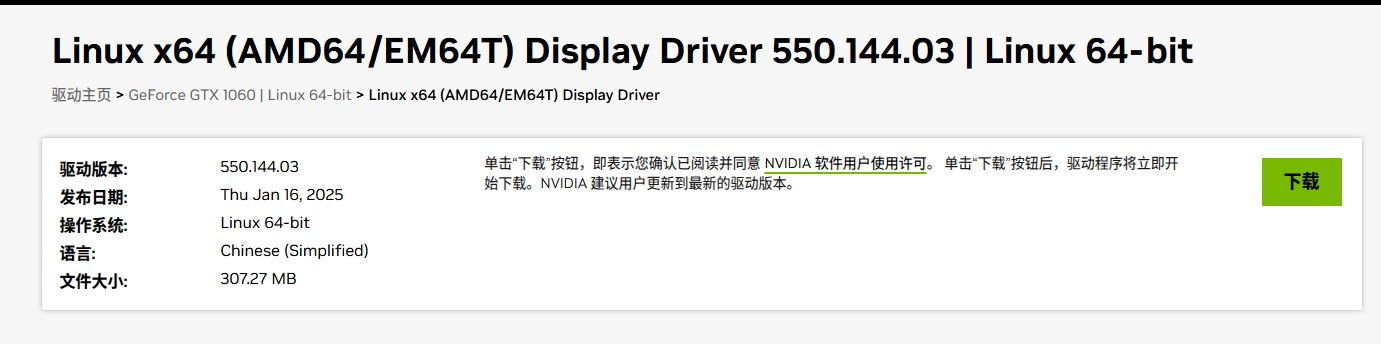 Linux x64 (AMD64/EM64T) Display Driver 550.144.03 | Linux 64-bit
驱动主页 > GeForce GTX 1060 | Linux 64-bit > Linux x64 (AMD64/EM64T) Display Driver
驱动版本: 550.144.03
发布日期: Thu Jan 16, 2025
操作系统: Linux 64-bit
语言: Chinese (Simplified)
文件大小: 307.27 MB
单击“下载”按钮，即表示您确认已阅读并同意 NVIDIA 软件用户使用许可。 单击“下载”按钮后，驱动程序将立即开
始下载。NVIDIA 建议用户更新到最新的驱动版本。
下载